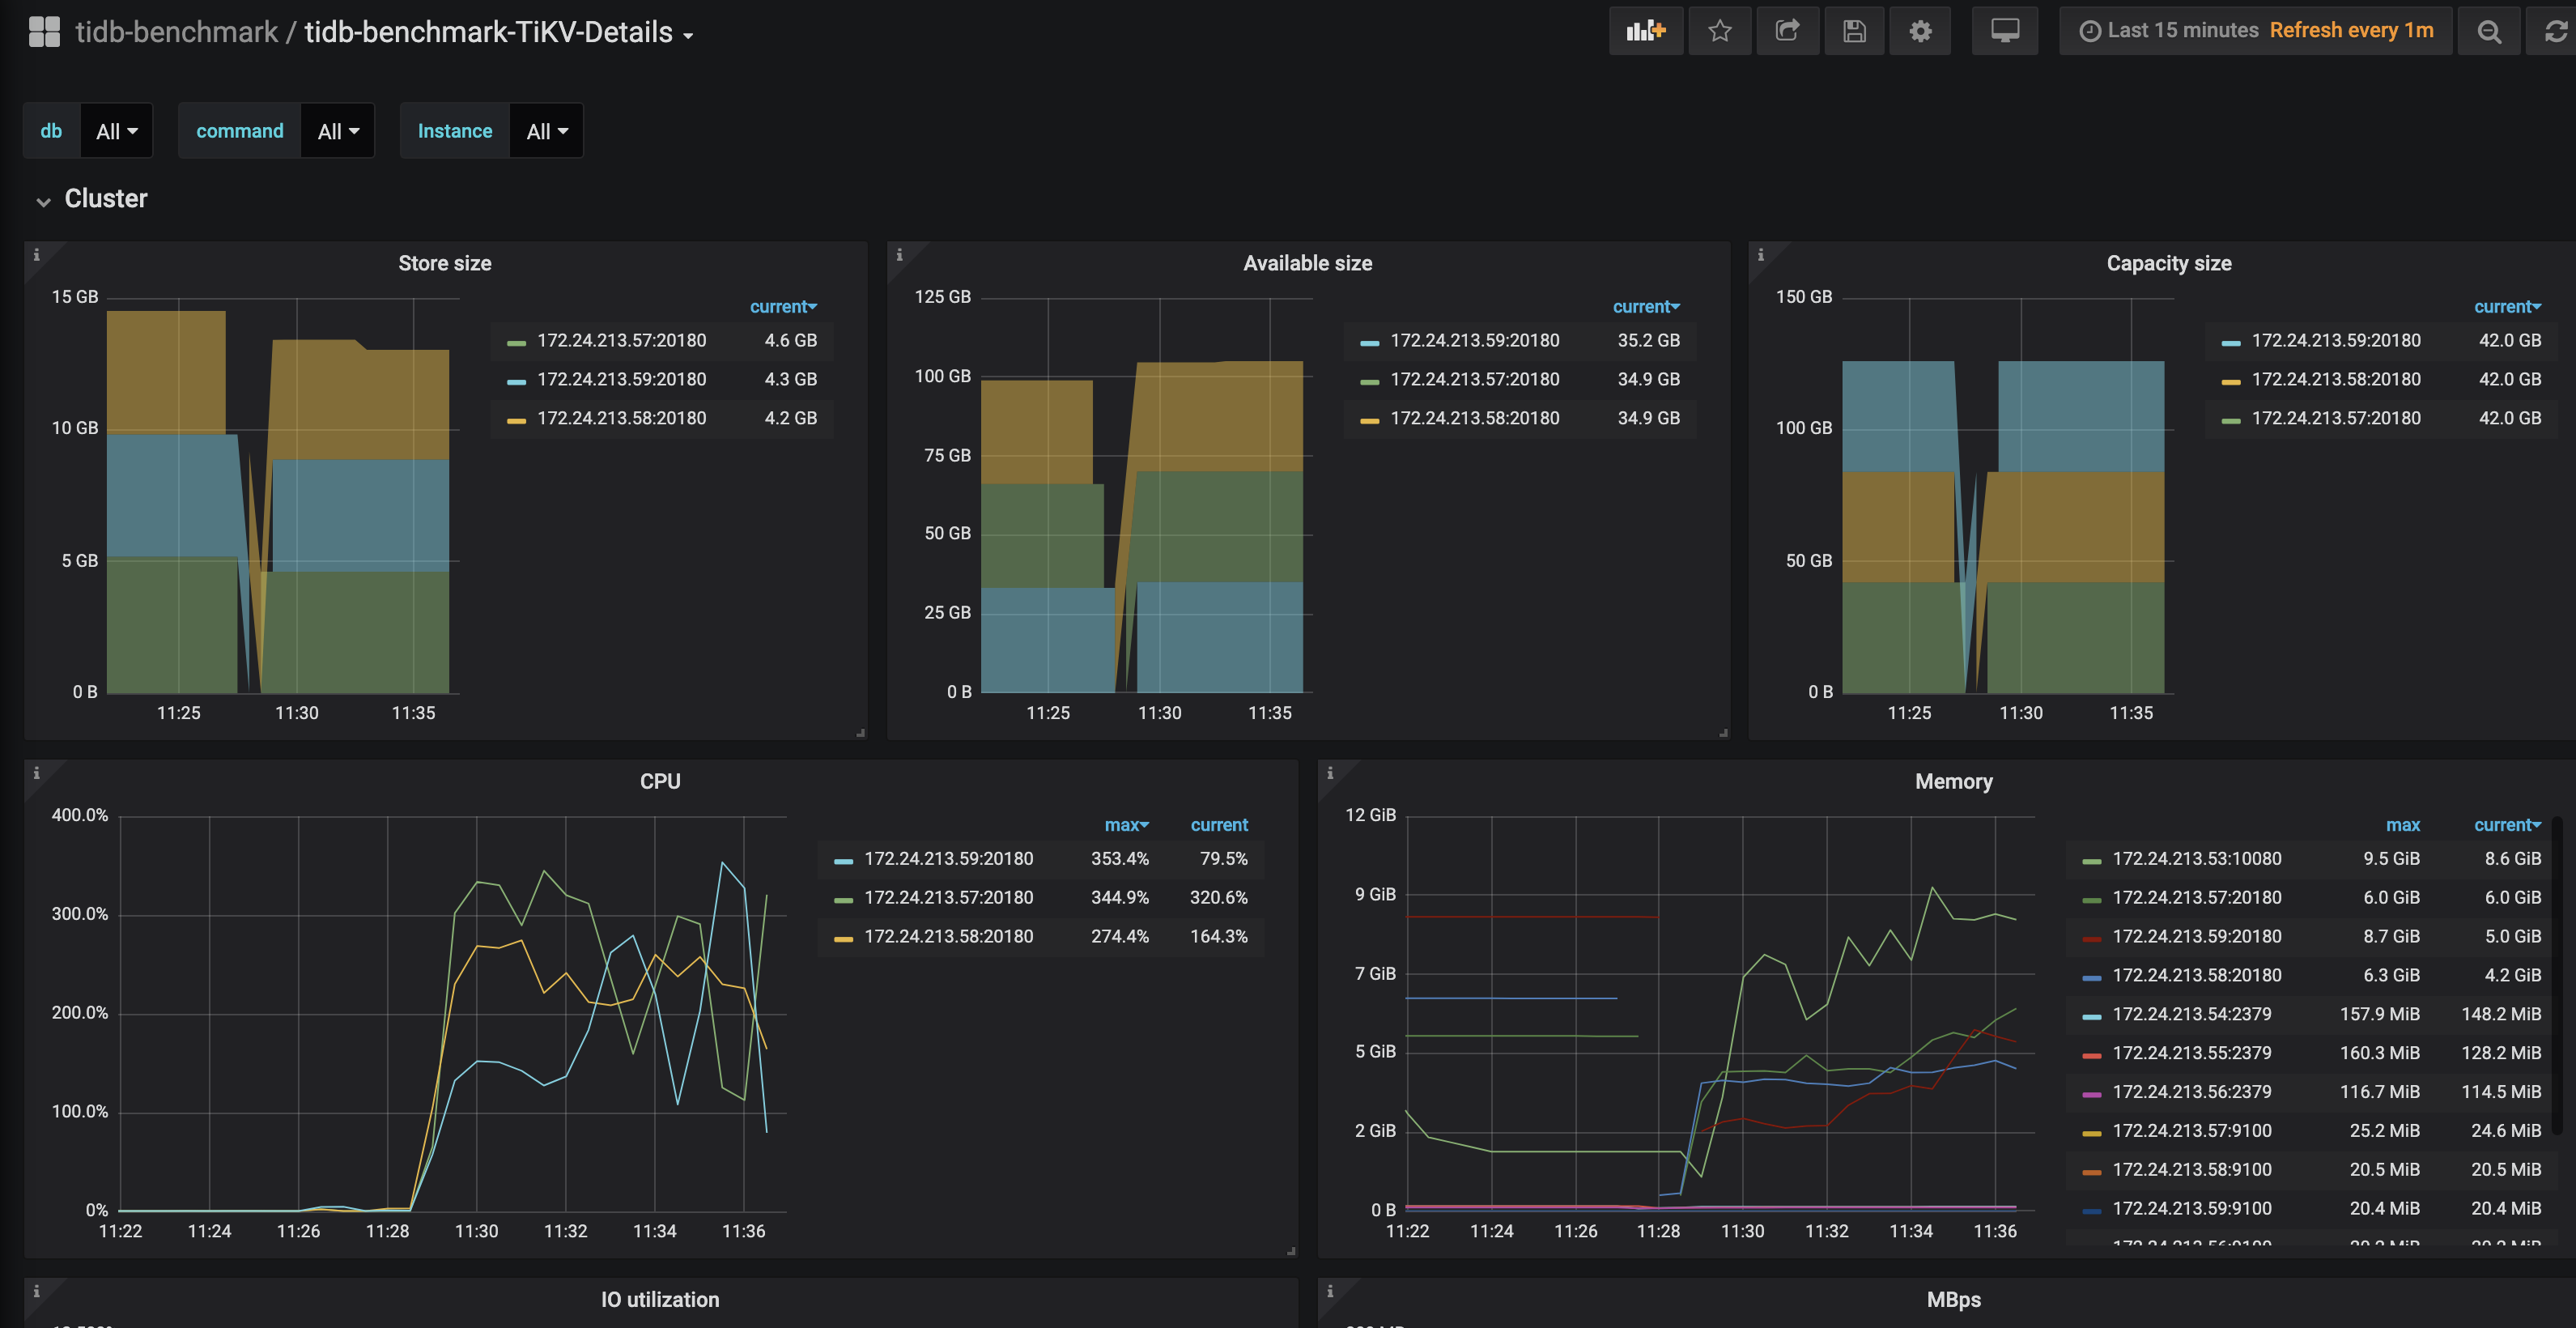 tidb-benchmark / tidb-benchmark-TiKV-Details
Last 15 minutes Refresh every 1m
db All command All Instance All
Cluster
Store size
15 GB
10 GB
5 GB
0 B
11:25 11:30 11:35
current
172.24.213.57:20180 4.6 GB
172.24.213.59:20180 4.3 GB
172.24.213.58:20180 4.2 GB
Available size
125 GB
100 GB
75 GB
50 GB
25 GB
0 B
11:25 11:30 11:35
current
172.24.213.59:20180 35.2 GB
172.24.213.57:20180 34.9 GB
172.24.213.58:20180 34.9 GB
Capacity size
150 GB
100 GB
50 GB
0 B
11:25 11:30 11:35
current
172.24.213.59:20180 42.0 GB
172.24.213.58:20180 42.0 GB
172.24.213.57:20180 42.0 GB
CPU
400.0%
300.0%
200.0%
100.0%
0%
11:22 11:24 11:26 11:28 11:30 11:32 11:34 11:36
max current
172.24.213.59:20180 353.4% 79.5%
172.24.213.57:20180 344.9% 320.6%
172.24.213.58:20180 274.4% 164.3%
Memory
12 GiB
9 GiB
7 GiB
5 GiB
2 GiB
0 B
11:22 11:24 11:26 11:28 11:30 11:32 11:34 11:36
max current
172.24.213.53:10080 9.5 GiB 8.6 GiB
172.24.213.57:20180 6.0 GiB 6.0 GiB
172.24.213.59:20180 8.7 GiB 5.0 GiB
172.24.213.58:20180 6.3 GiB 4.2 GiB
172.24.213.54:2379 157.9 MiB 148.2 MiB
172.24.213.55:2379 160.3 MiB 128.2 MiB
172.24.213.56:2379 116.7 MiB 114.5 MiB
172.24.213.57:9100 25.2 MiB 24.6 MiB
172.24.213.58:9100 20.5 MiB 20.5 MiB
172.24.213.59:9100 20.4 MiB 20.4 MiB
IO utilization
MBps